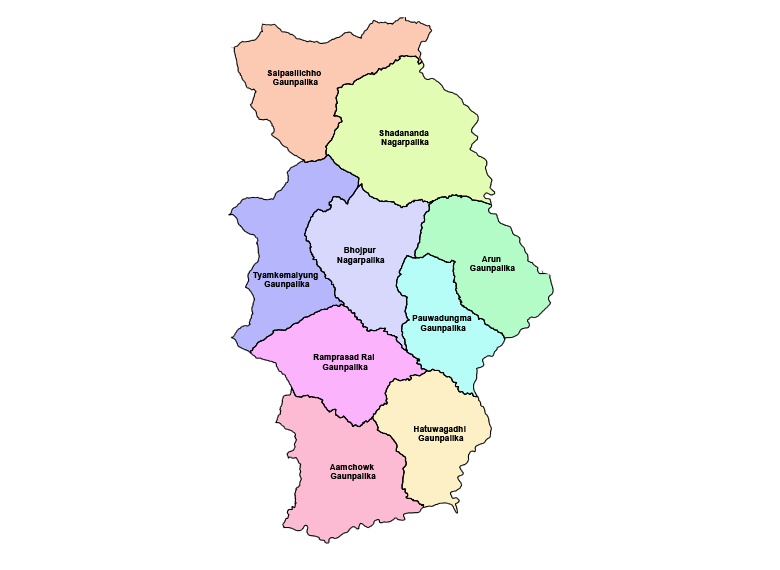 Salpasilichho
Gaunpalika
Shadananda
Nagarpalika
Bhojpur
Nagarpalika
Arun
Gaunpalika
Tyamkemaiyung
Gaunpalika
Pauwadungma
Gaunpalika
Ramprasad Rai
Gaunpalika
Hatuwagadhi
Gaunpalika
Aamchowk
Gaunpalika